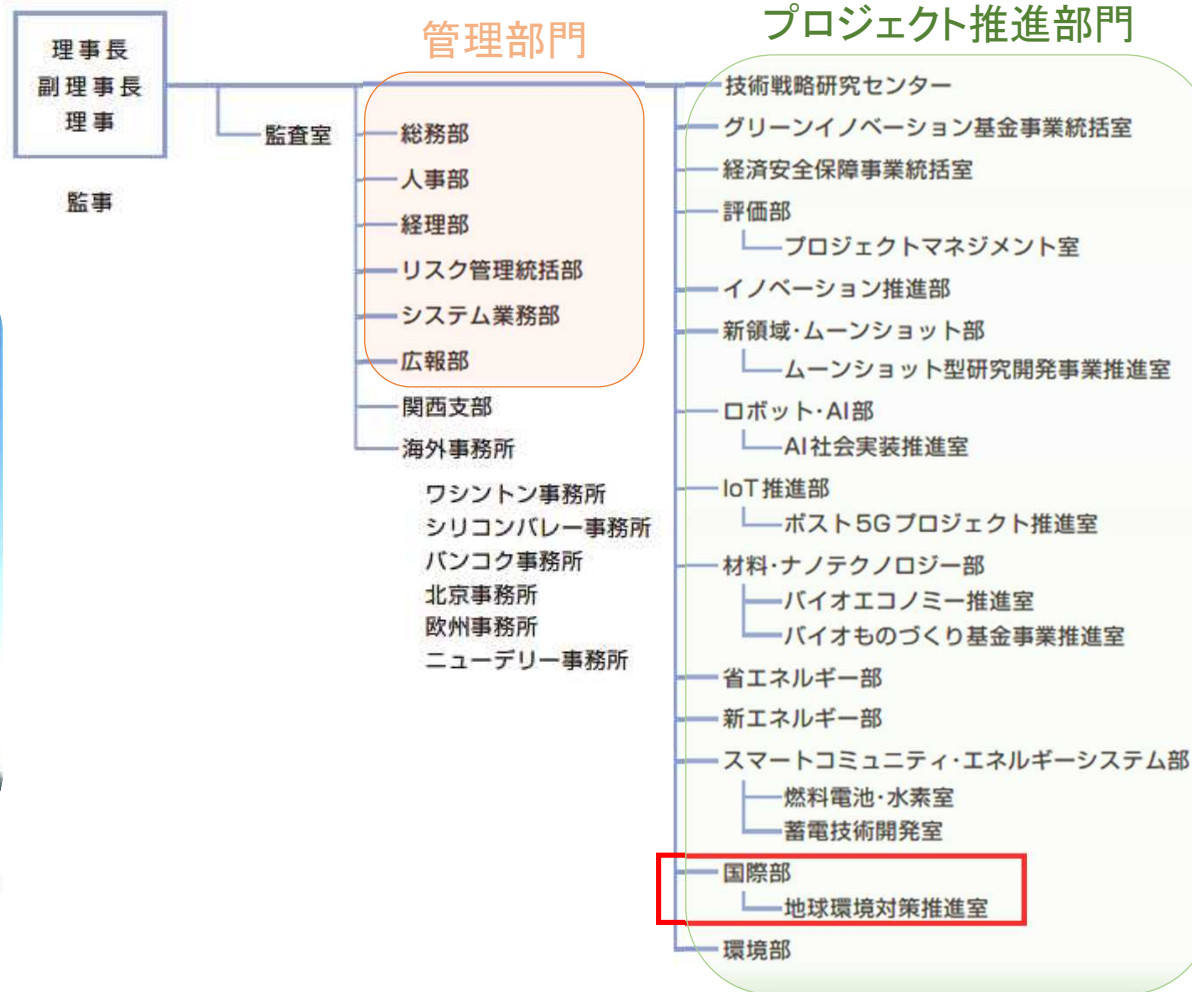 理事長
副理事長
理事
監事
監査室
管理部門
総務部
人事部
経理部
リスク管理統括部
システム業務部
広報部
関西支部
海外事務所
ワシントン事務所
シリコンバレー事務所
バンコク事務所
北京事務所
欧州事務所
ニューデリー事務所
プロジェクト推進部門
技術戦略研究センター
グリーンイノベーション基金事業統括室
経済安全保障事業統括室
評価部
プロジェクトマネジメント室
イノベーション推進部
新領域・ムーンショット部
ムーンショット型研究開発事業推進室
ロボット・AI部
AI社会実装推進室
IoT推進部
ポスト5Gプロジェクト推進室
材料・ナノテクノロジー部
バイオエコノミー推進室
バイオものづくり基金事業推進室
省エネルギー部
新エネルギー部
スマートコミュニティ・エネルギーシステム部
燃料電池・水素室
蓄電技術開発室
国際部
地球環境対策推進室
環境部